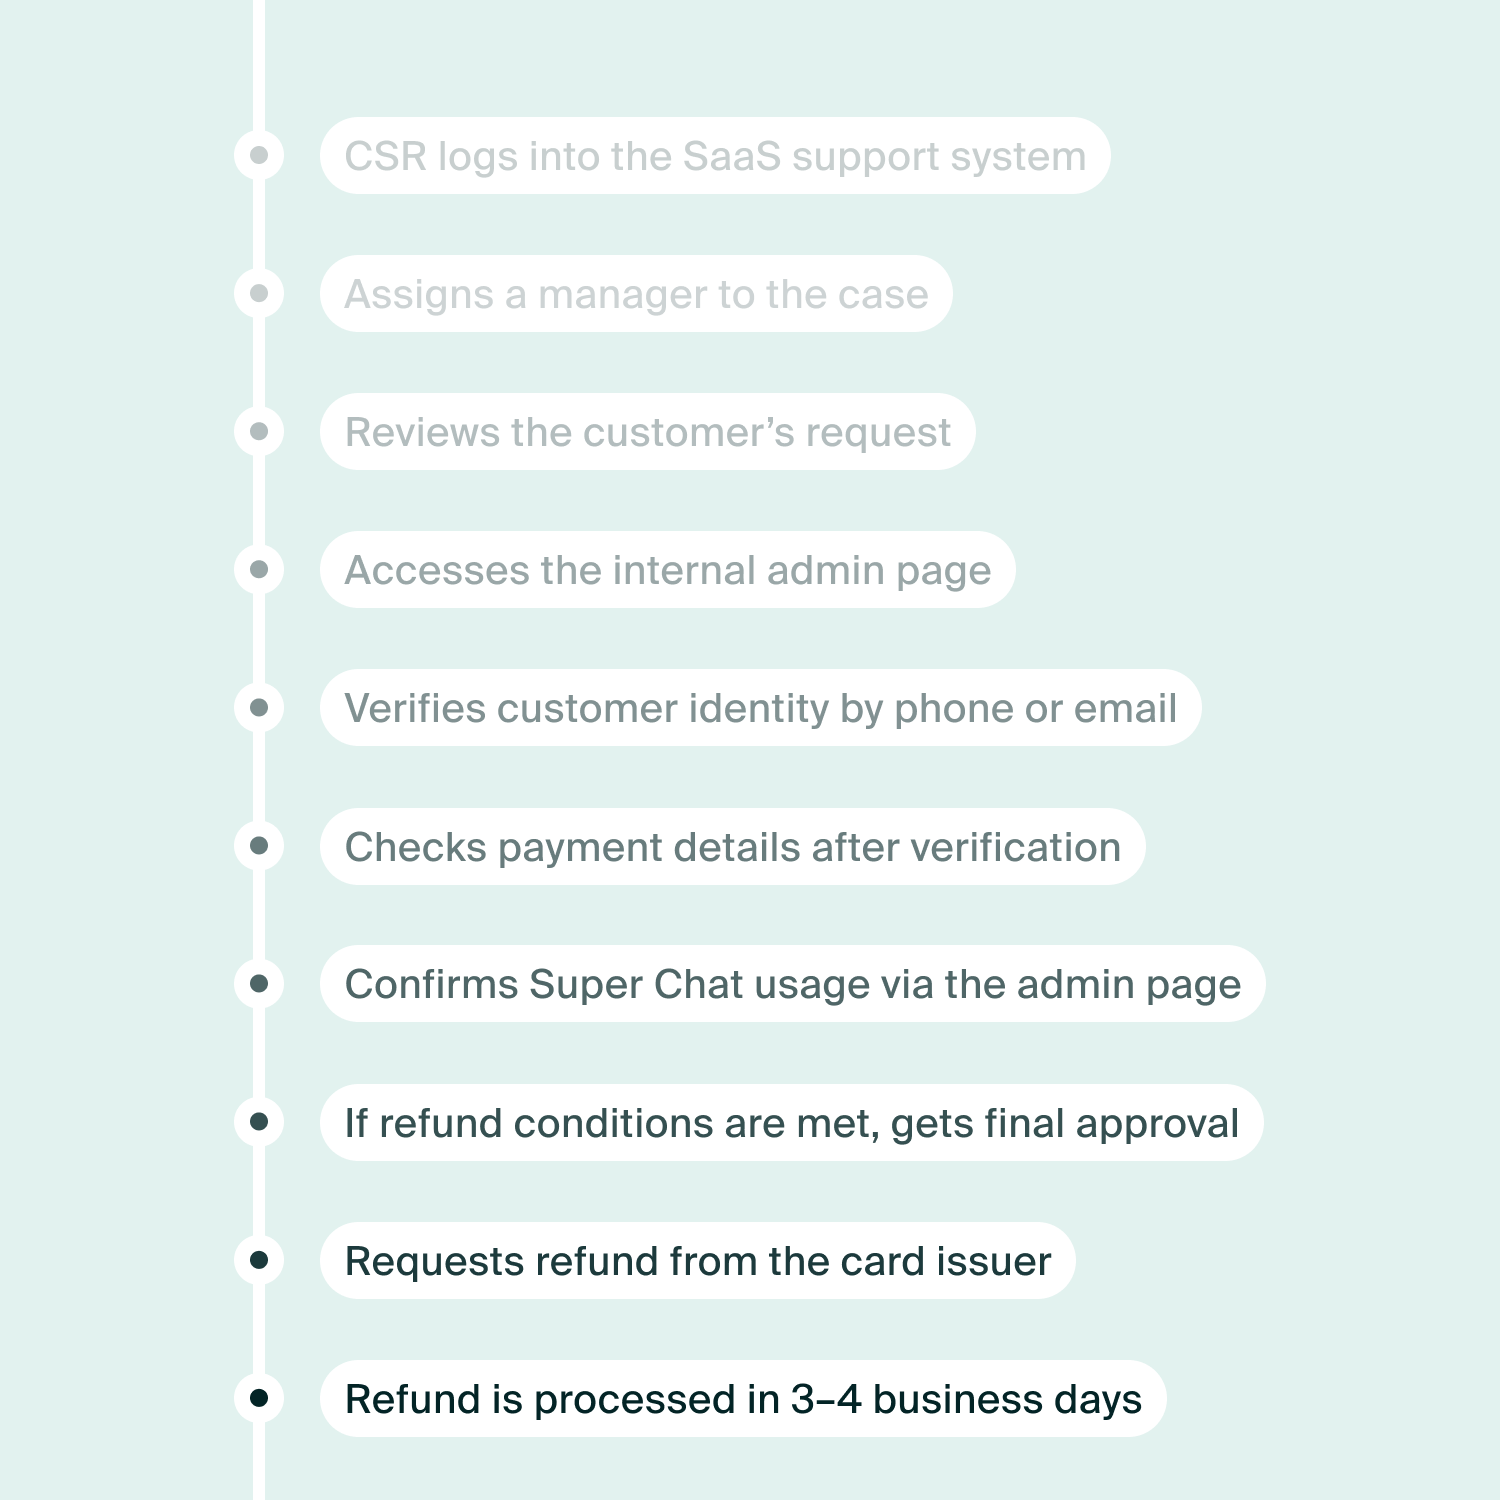 CSR logs into the SaaS support system
Assigns a manager to the case
Reviews the customer’s request
Accesses the internal admin page
Verifies customer identity by phone or email
Checks payment details after verification
Confirms Super Chat usage via the admin page
If refund conditions are met, gets final approval
Requests refund from the card issuer
Refund is processed in 3–4 business days